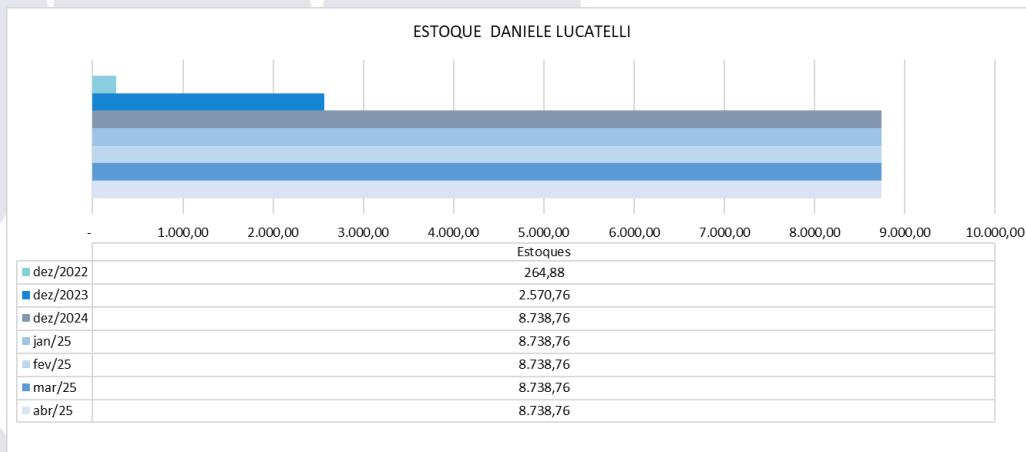 ESTOQUE DANIELE LUCATELLI
- 1.000,00 2.000,00 3.000,00 4.000,00 5.000,00 6.000,00 7.000,00 8.000,00 9.000,00 10.000,00
Estoques
dez/2022 264,88
dez/2023 2.570,76
dez/2024 8.738,76
jan/25 8.738,76
fev/25 8.738,76
mar/25 8.738,76
abr/25 8.738,76